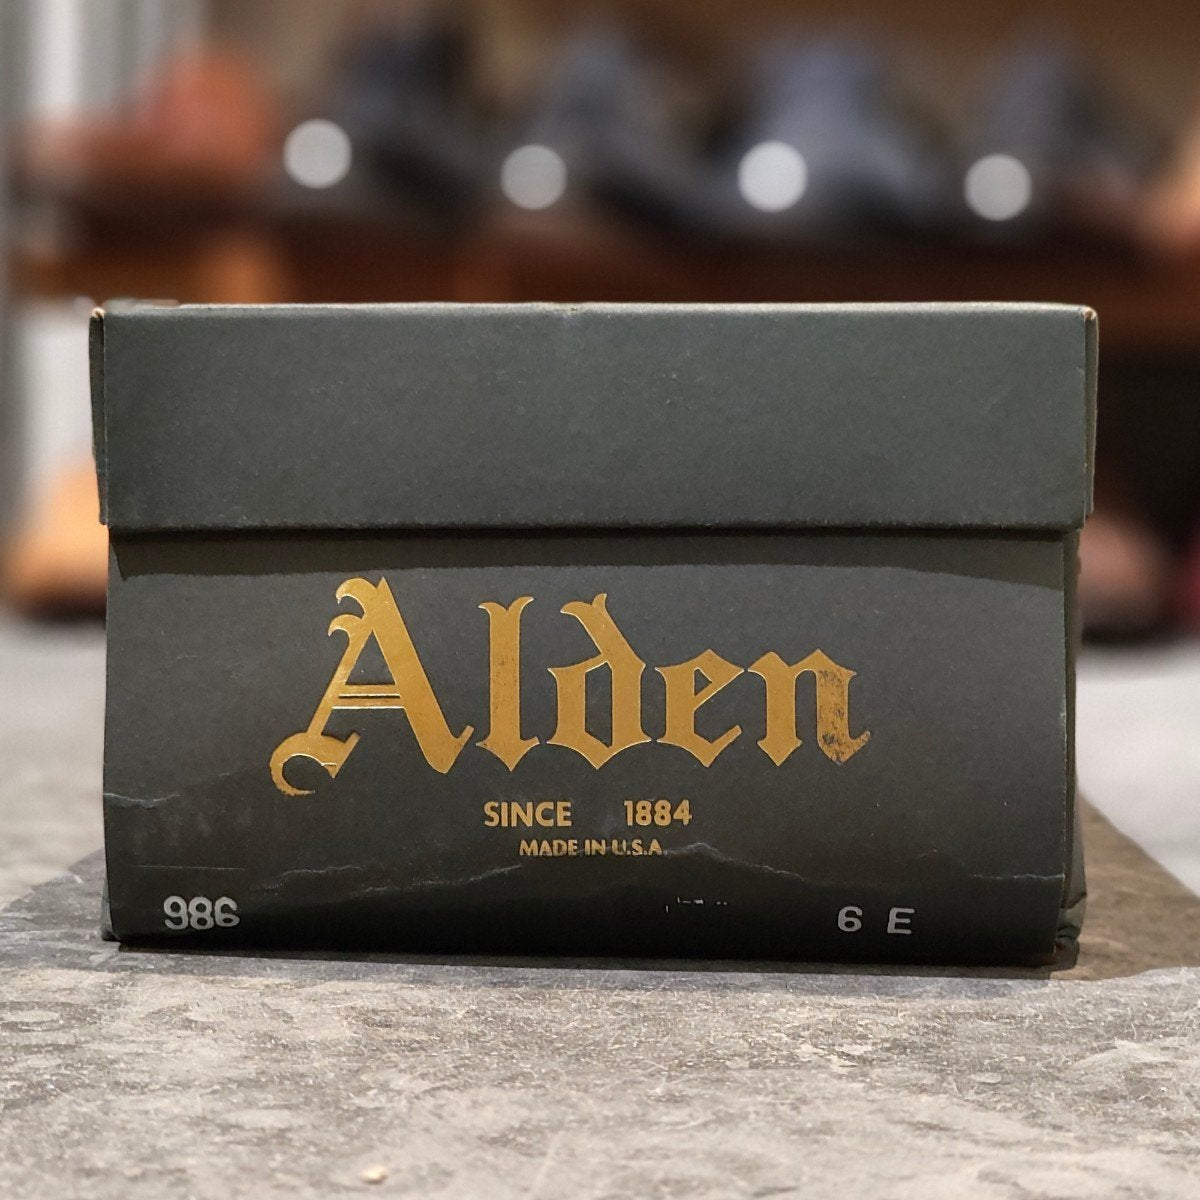 Alden
SINCE 1884
MADE IN U.S.A.
986 6 E